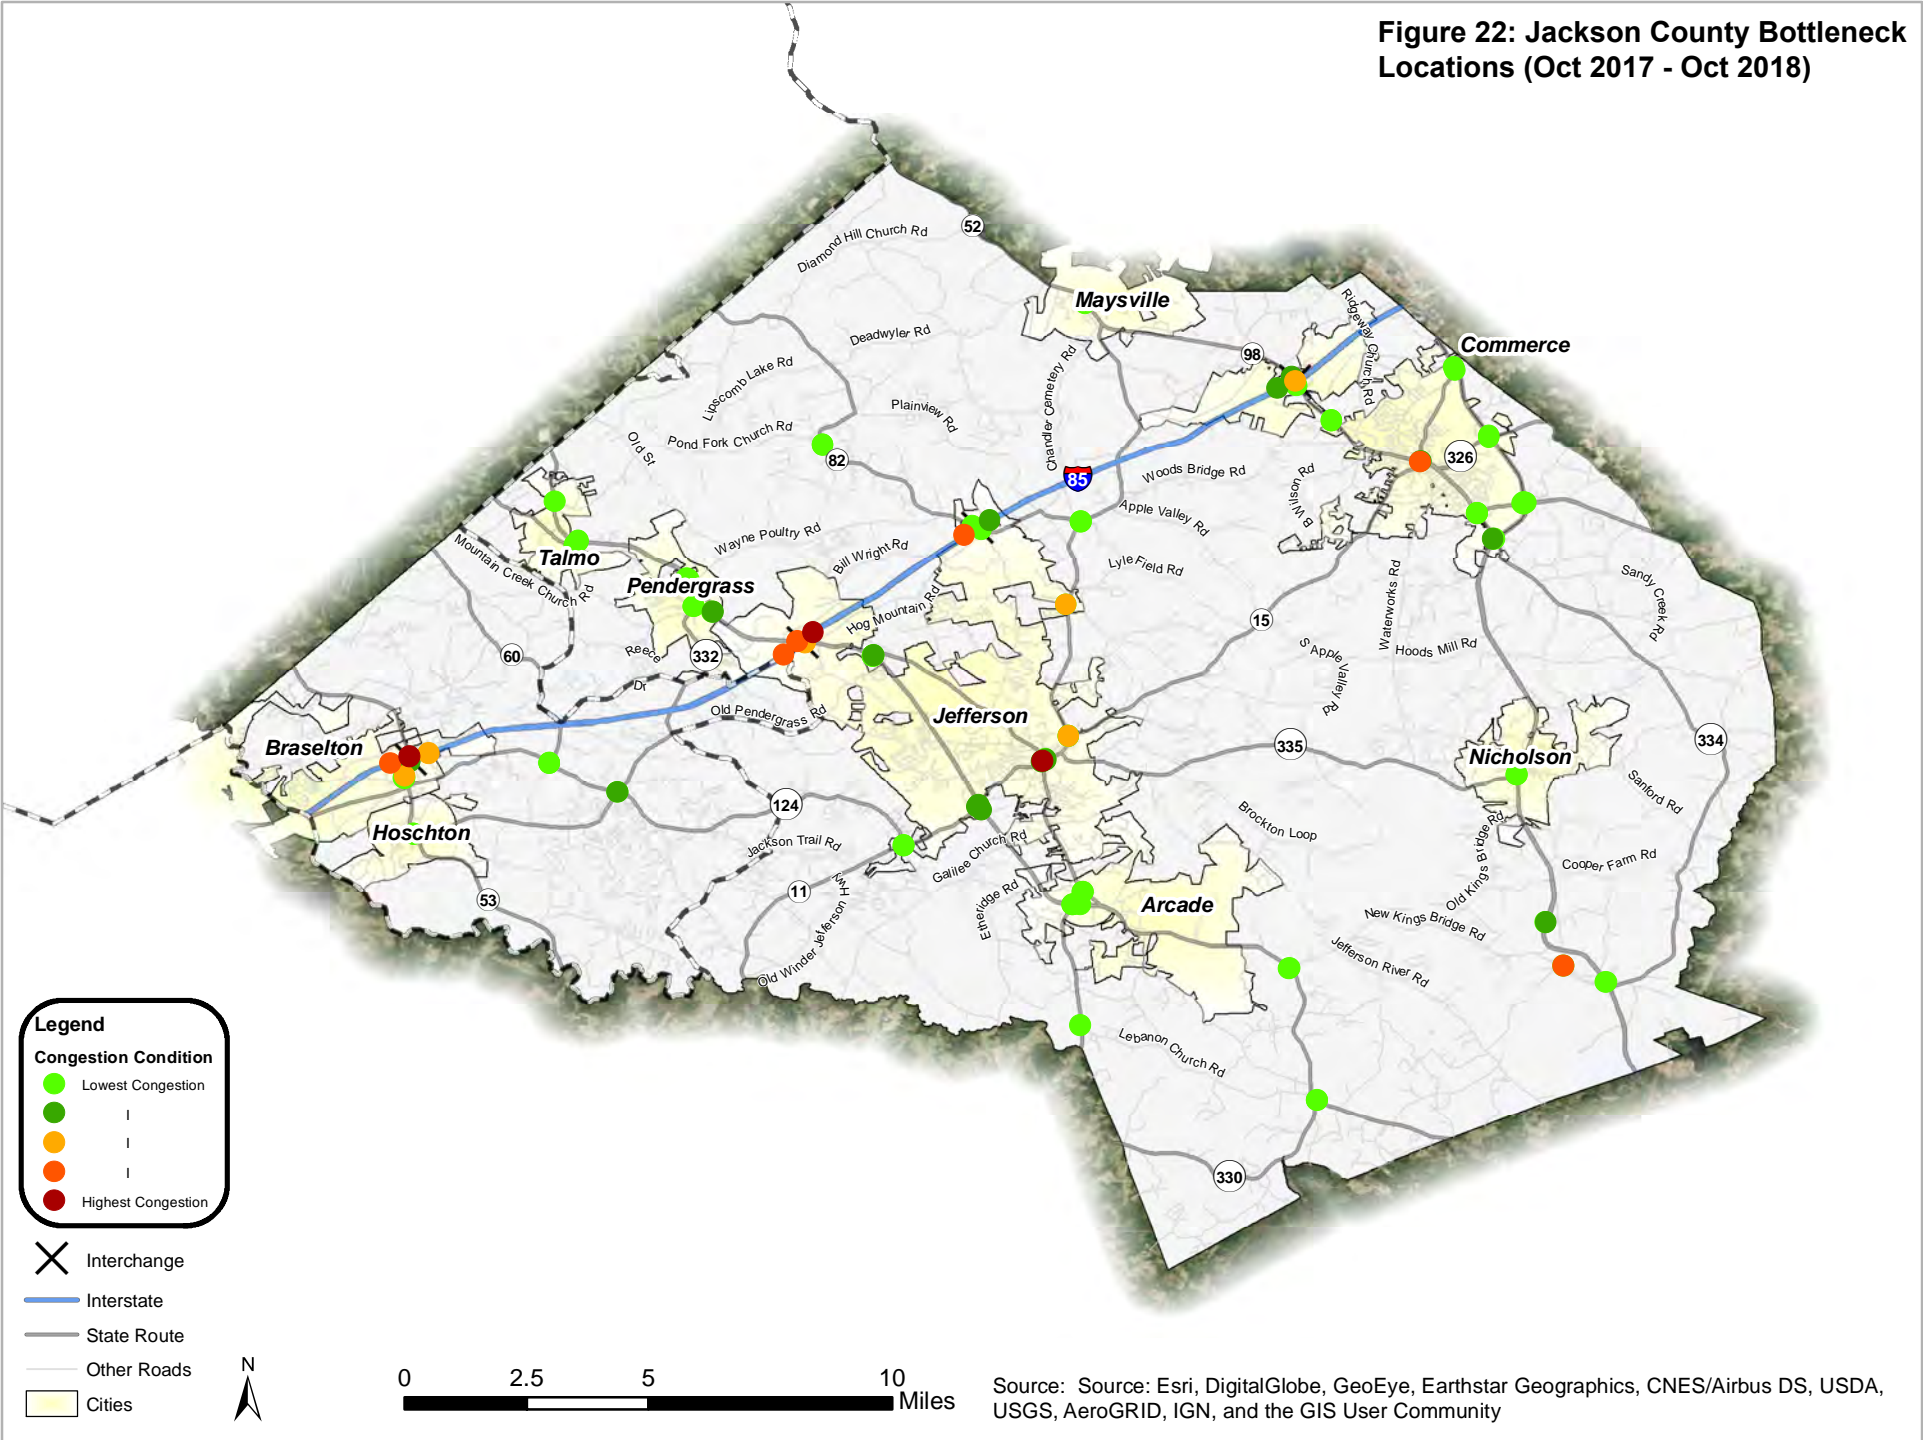 Figure 22: Jackson County Bottleneck
Locations (Oct 2017 - Oct 2018)
52
Diamond Hill Church Rd
Maysville
Ridgeway Church Rd
Commerce
98
Deadwyler Rd
Lipscomb Lake Rd
Chandler Cemetery Rd
Plainview Rd
Old St
Pond Fork Church Rd
82
326
85
Woods Bridge Rd
B Wilson Rd
Apple Valley Rd
Wayne Poultry Rd
Bill Wright Rd
Talmo
Mountain Creek Church Rd
Pendergrass
Lyle Field Rd
Sandy Creek Rd
Hog Mountain Rd
15
Waterworks Rd
Hoods Mill Rd
60
Reece
Dr
332
S Apple Valley Rd
Old Pendergrass Rd
Jefferson
335
334
Braselton
Nicholson
Sanford Rd
124
Hoschton
Brockton Loop
Jackson Trail Rd
Galilee Church Rd
Old Kings Bridge Rd
Cooper Farm Rd
53
11
Old Winder Jefferson Hwy
Etheridge Rd
Arcade
New Kings Bridge Rd
Jefferson River Rd
Lebanon Church Rd
330
Legend
Congestion Condition
Lowest Congestion
I
I
I
Highest Congestion
Interchange
Interstate
State Route
Other Roads
Cities
N
0 2.5 5 10
Miles
Source: Source: Esri, DigitalGlobe, GeoEye, Earthstar Geographics, CNES/Airbus DS, USDA,
USGS, AeroGRID, IGN, and the GIS User Community